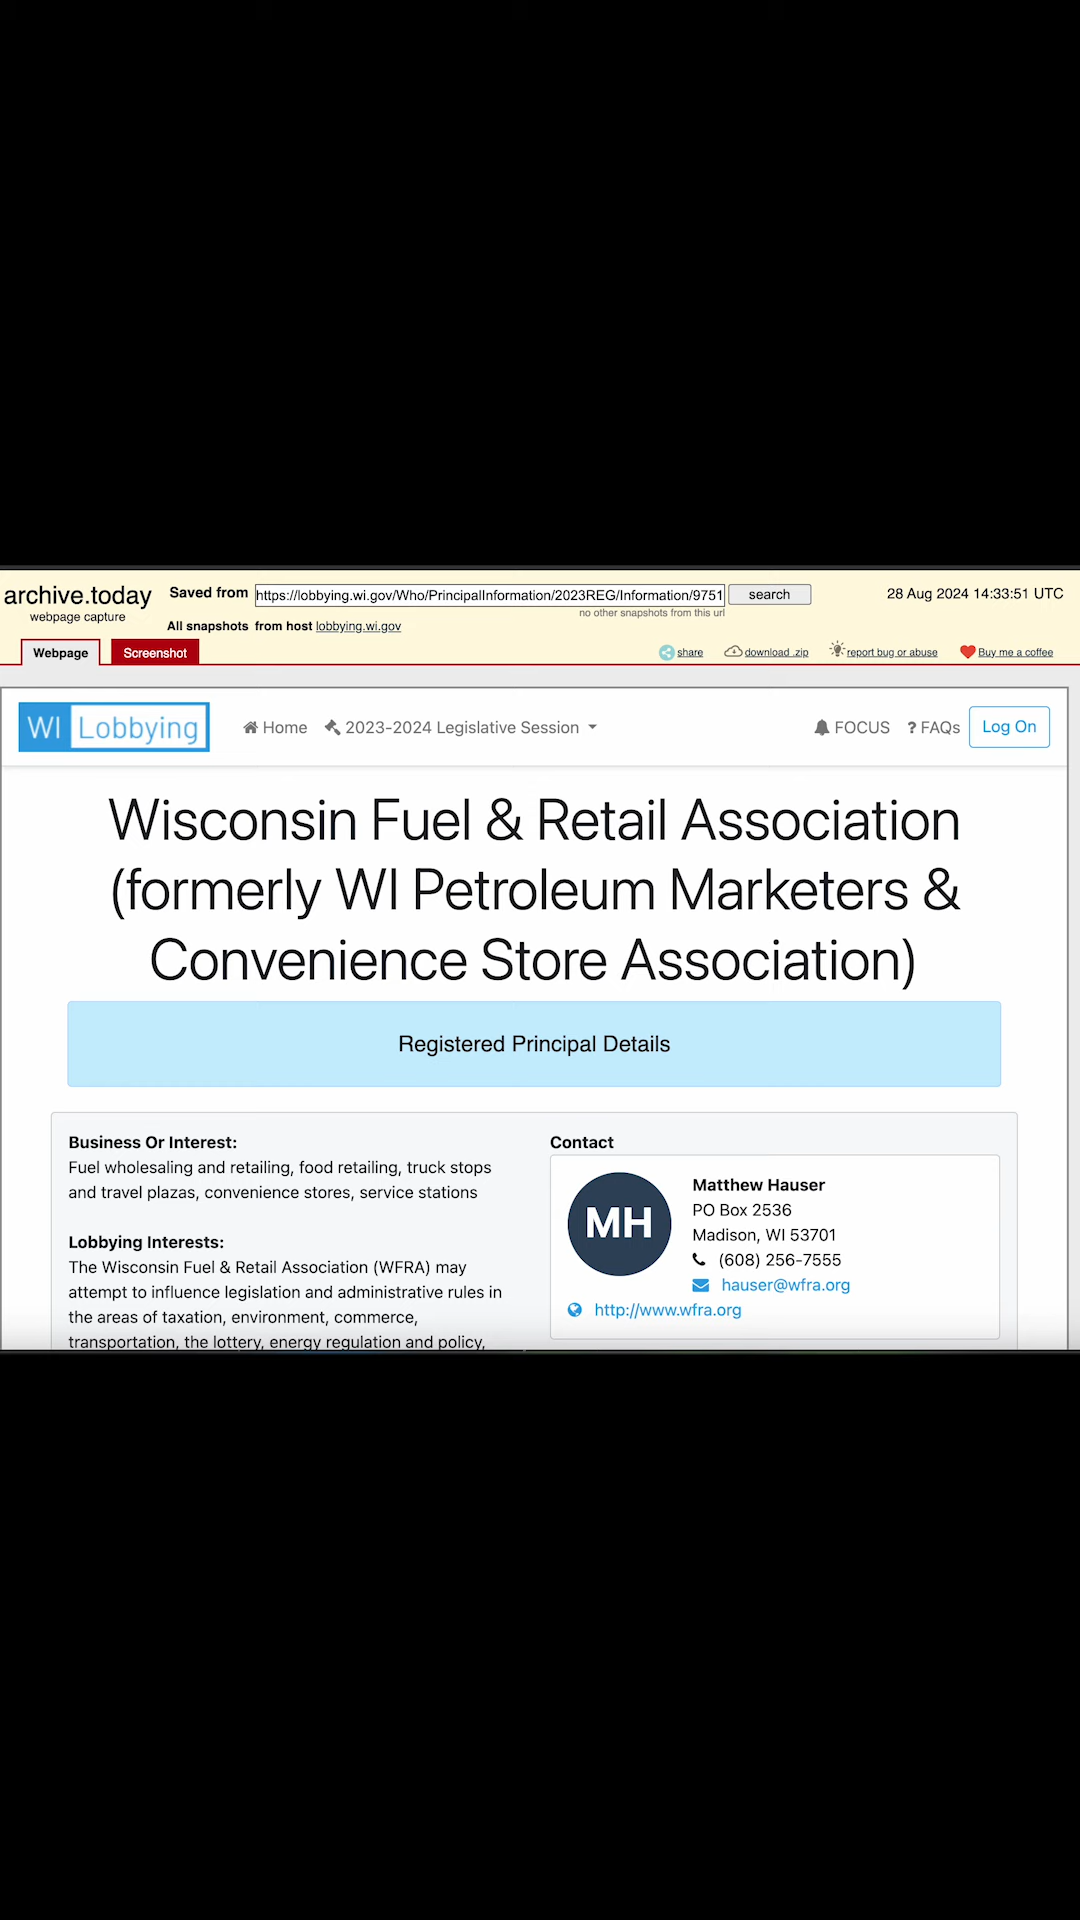 archive.today
webpage capture
Saved from https://lobbying.wi.gov/Who/PrincipalInformation/2023REG/Information/9751 search
28 Aug 2024 14:33:51 UTC
no other snapshots from this url
All snapshots from host lobbying.wi.gov
Webpage Screenshot
share download .zip report bug or abuse Buy me a coffee
WI Lobbying Home 2023-2024 Legislative Session FOCUS ? FAQs Log On
Wisconsin Fuel & Retail Association
(formerly WI Petroleum Marketers &
Convenience Store Association)
Registered Principal Details
Business Or Interest:
Fuel wholesaling and retailing, food retailing, truck stops
and travel plazas, convenience stores, service stations
Lobbying Interests:
The Wisconsin Fuel & Retail Association (WFRA) may
attempt to influence legislation and administrative rules in
the areas of taxation, environment, commerce,
transportation, the lottery, energy regulation and policy,
Contact
MH
Matthew Hauser
PO Box 2536
Madison, WI 53701
(608) 256-7555
hauser@wfra.org
http://www.wfra.org